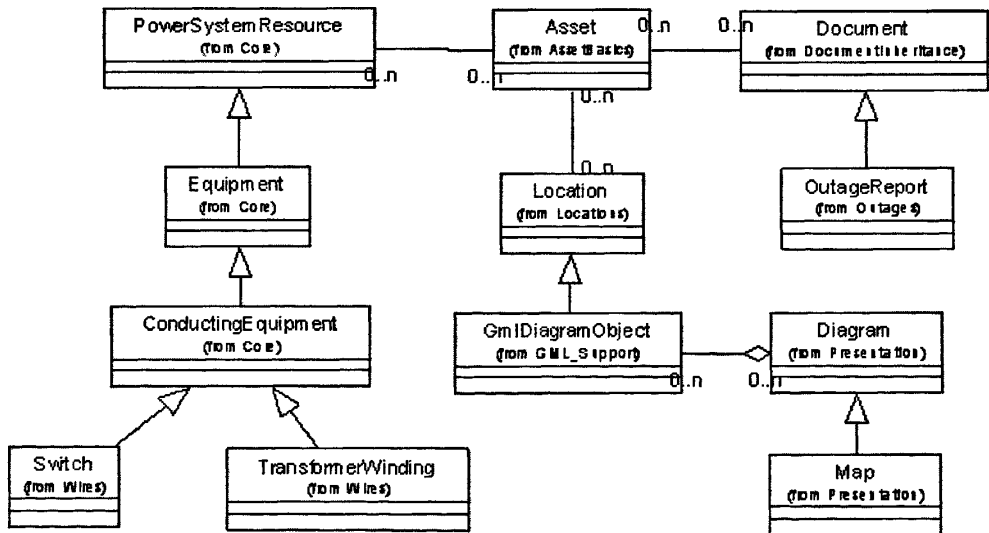 PowerSystemResource
(from Core)
0..n
0..n
Asset
(from AssetBasics)
0..n
0..n
Document
(from DocumentInheritance)
0..n
0..n
Equipment
(from Core)
Location
(from Locations)
OutageReport
(from Outages)
ConductingEquipment
(from Core)
GmlDiagramObject
(from GML_Support)
0..n
0..n
Diagram
(from Presentation)
Switch
(from Wires)
TransformerWinding
(from Wires)
Map
(from Presentation)